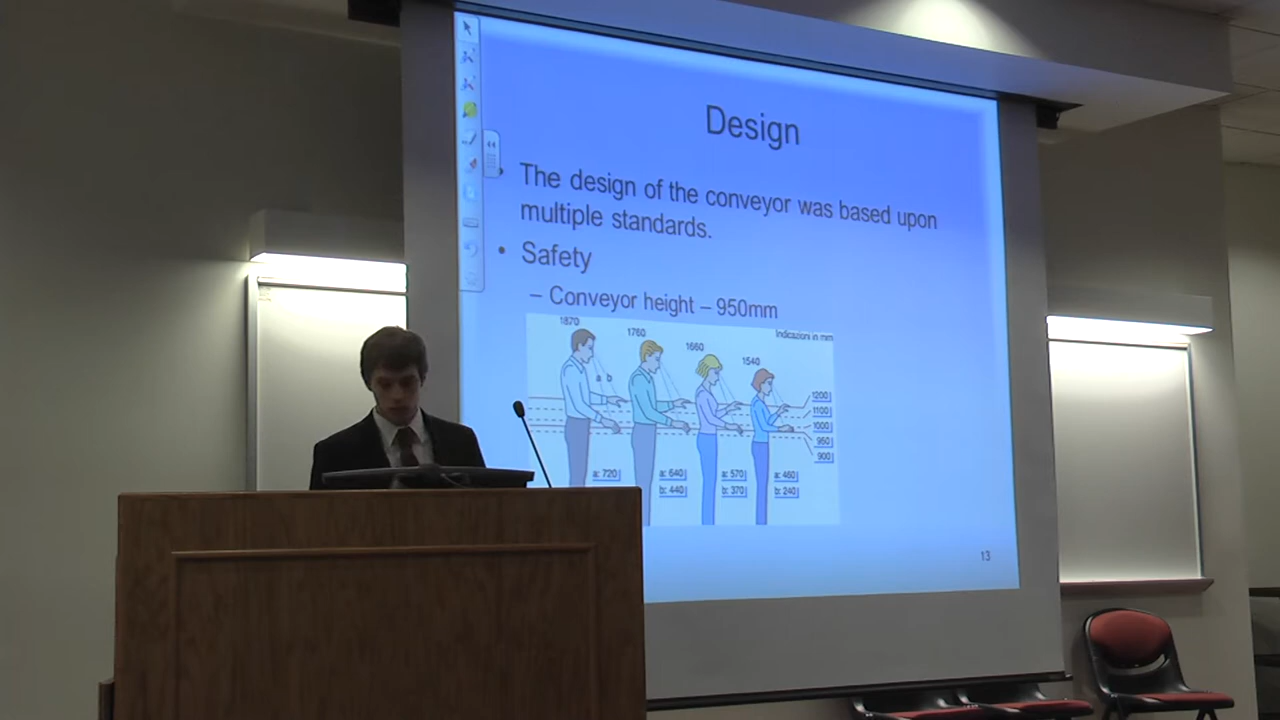 Design
• The design of the conveyor was based upon
multiple standards.
• Safety
– Conveyor height – 950mm
1870
1760
1660
1540
Indicazioni in mm
a b
1200
1100
1000
950
900
a: 720
a: 640
a: 570
a: 460
b: 440
b: 370
b: 240
13